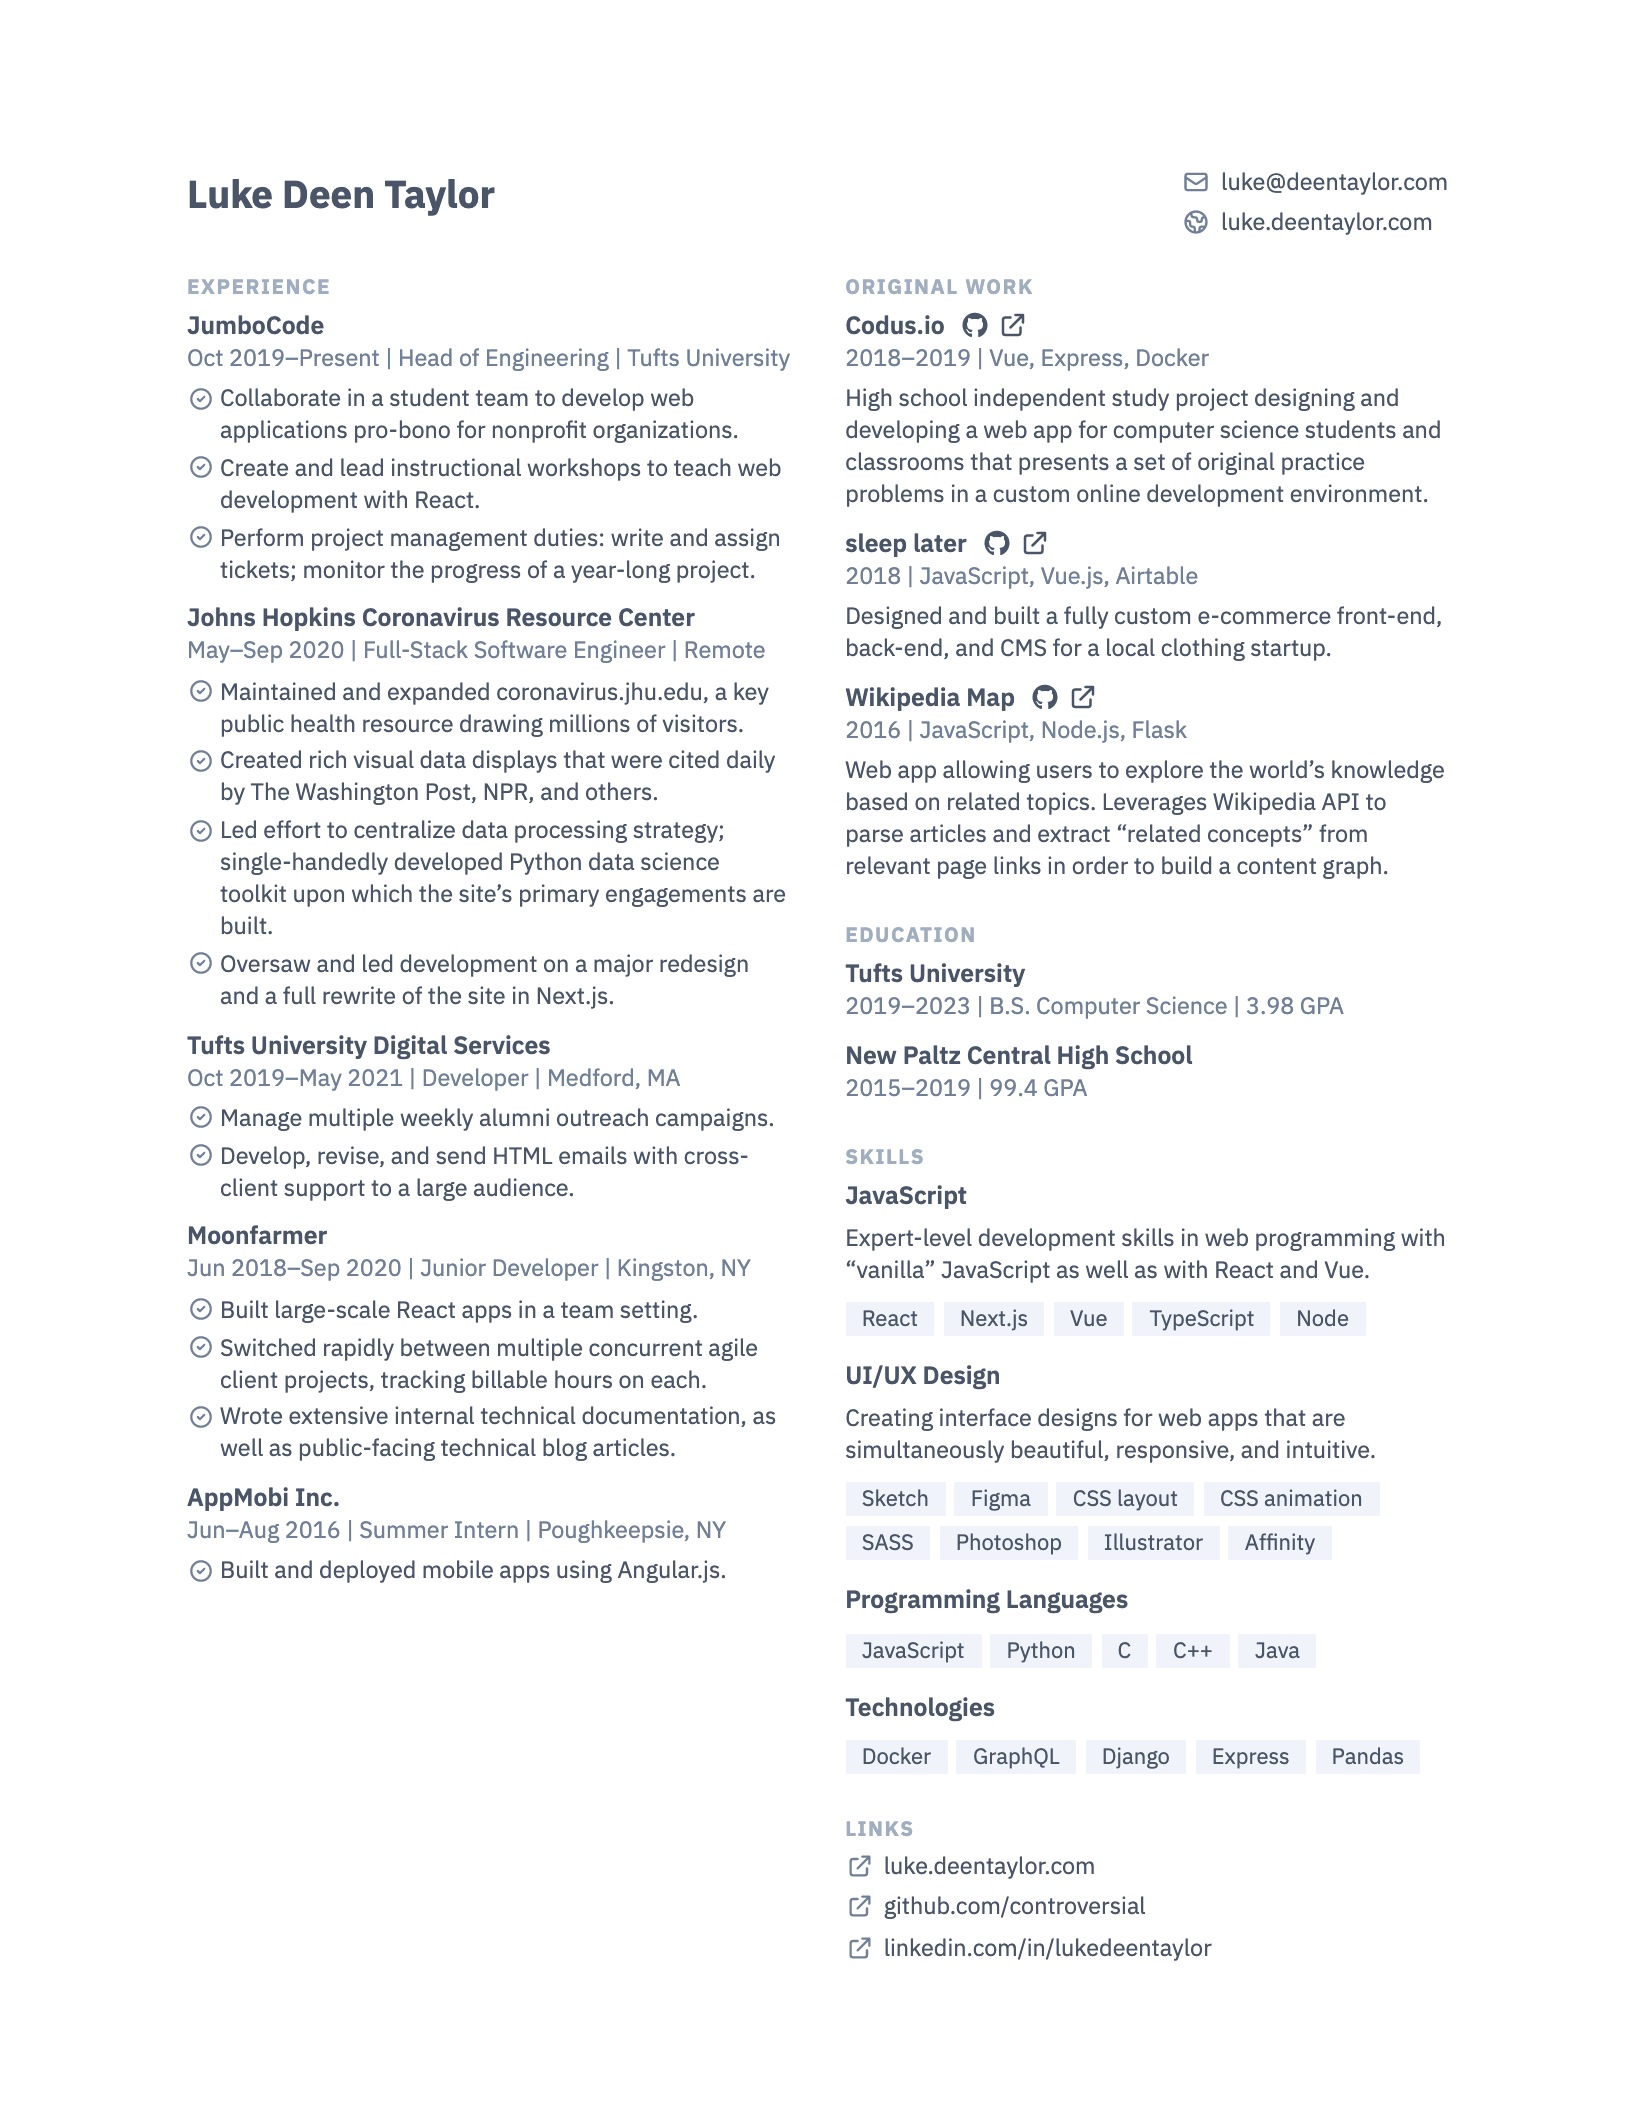 Luke Deen Taylor
luke@deentaylor.com
luke.deentaylor.com
EXPERIENCE
JumboCode
Oct 2019–Present | Head of Engineering | Tufts University
Collaborate in a student team to develop web
applications pro-bono for nonprofit organizations.
Create and lead instructional workshops to teach web
development with React.
Perform project management duties: write and assign
tickets; monitor the progress of a year-long project.
Johns Hopkins Coronavirus Resource Center
May–Sep 2020 | Full-Stack Software Engineer | Remote
Maintained and expanded coronavirus.jhu.edu, a key
public health resource drawing millions of visitors.
Created rich visual data displays that were cited daily
by The Washington Post, NPR, and others.
Led effort to centralize data processing strategy;
single-handedly developed Python data science
toolkit upon which the site’s primary engagements are
built.
Oversaw and led development on a major redesign
and a full rewrite of the site in Next.js.
Tufts University Digital Services
Oct 2019–May 2021 | Developer | Medford, MA
Manage multiple weekly alumni outreach campaigns.
Develop, revise, and send HTML emails with cross-
client support to a large audience.
Moonfarmer
Jun 2018–Sep 2020 | Junior Developer | Kingston, NY
Built large-scale React apps in a team setting.
Switched rapidly between multiple concurrent agile
client projects, tracking billable hours on each.
Wrote extensive internal technical documentation, as
well as public-facing technical blog articles.
AppMobi Inc.
Jun–Aug 2016 | Summer Intern | Poughkeepsie, NY
Built and deployed mobile apps using Angular.js.
ORIGINAL WORK
Codus.io
2018–2019 | Vue, Express, Docker
High school independent study project designing and
developing a web app for computer science students and
classrooms that presents a set of original practice
problems in a custom online development environment.
sleep later
2018 | JavaScript, Vue.js, Airtable
Designed and built a fully custom e-commerce front-end,
back-end, and CMS for a local clothing startup.
Wikipedia Map
2016 | JavaScript, Node.js, Flask
Web app allowing users to explore the world’s knowledge
based on related topics. Leverages Wikipedia API to
parse articles and extract “related concepts” from
relevant page links in order to build a content graph.
EDUCATION
Tufts University
2019–2023 | B.S. Computer Science | 3.98 GPA
New Paltz Central High School
2015–2019 | 99.4 GPA
SKILLS
JavaScript
Expert-level development skills in web programming with
“vanilla” JavaScript as well as with React and Vue.
React Next.js Vue TypeScript Node
UI/UX Design
Creating interface designs for web apps that are
simultaneously beautiful, responsive, and intuitive.
Sketch Figma CSS layout CSS animation
SASS Photoshop Illustrator Affinity
Programming Languages
JavaScript Python C C++ Java
Technologies
Docker GraphQL Django Express Pandas
LINKS
luke.deentaylor.com
github.com/controversial
linkedin.com/in/lukedeentaylor